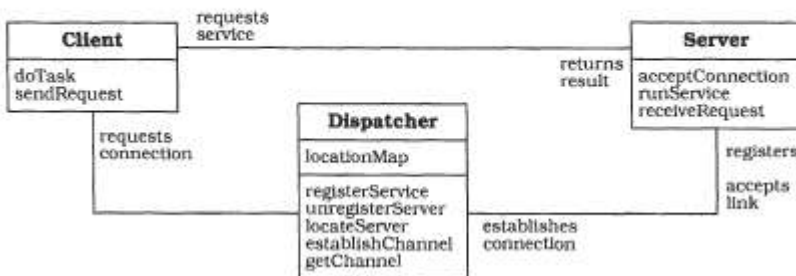 requests
service
Client
doTask
sendRequest
Server
acceptConnection
runService
receiveRequest
returns
result
requests
connection
Dispatcher
locationMap
registerService
unregisterServer
locateServer
establishChannel
getChannel
establishes
connection
registers
accepts
link